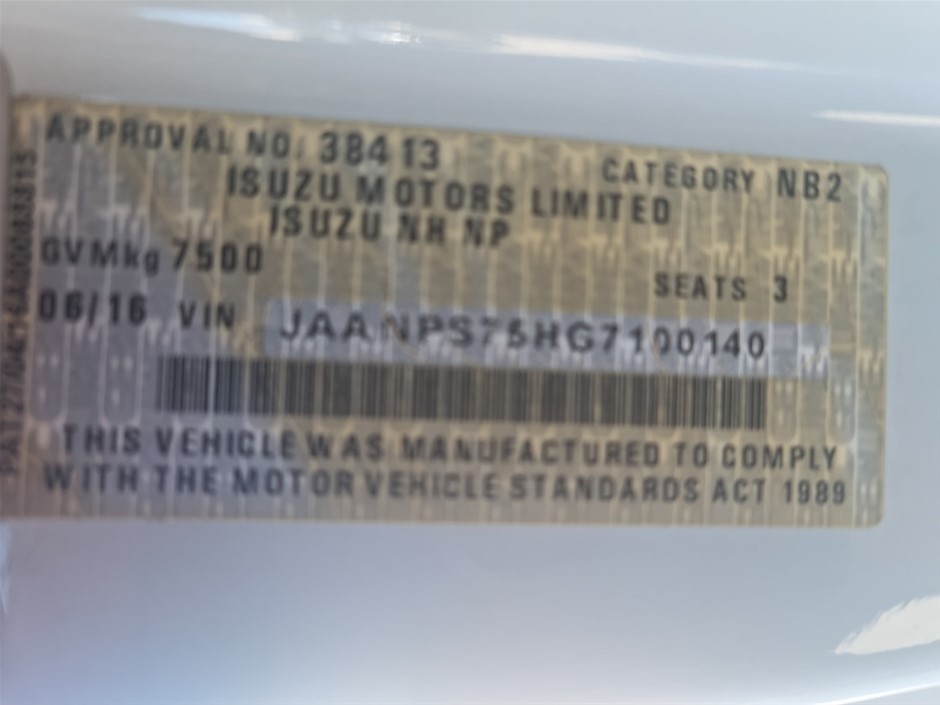 APPROVAL NO. 38413 CATEGORY NB2
ISUZU MOTORS LIMITED
ISUZU NH NP
GVMkg 7500 SEATS 3
06/16 VIN JAANPS75HG7100140
THIS VEHICLE WAS MANUFACTURED TO COMPLY
WITH THE MOTOR VEHICLE STANDARDS ACT 1989